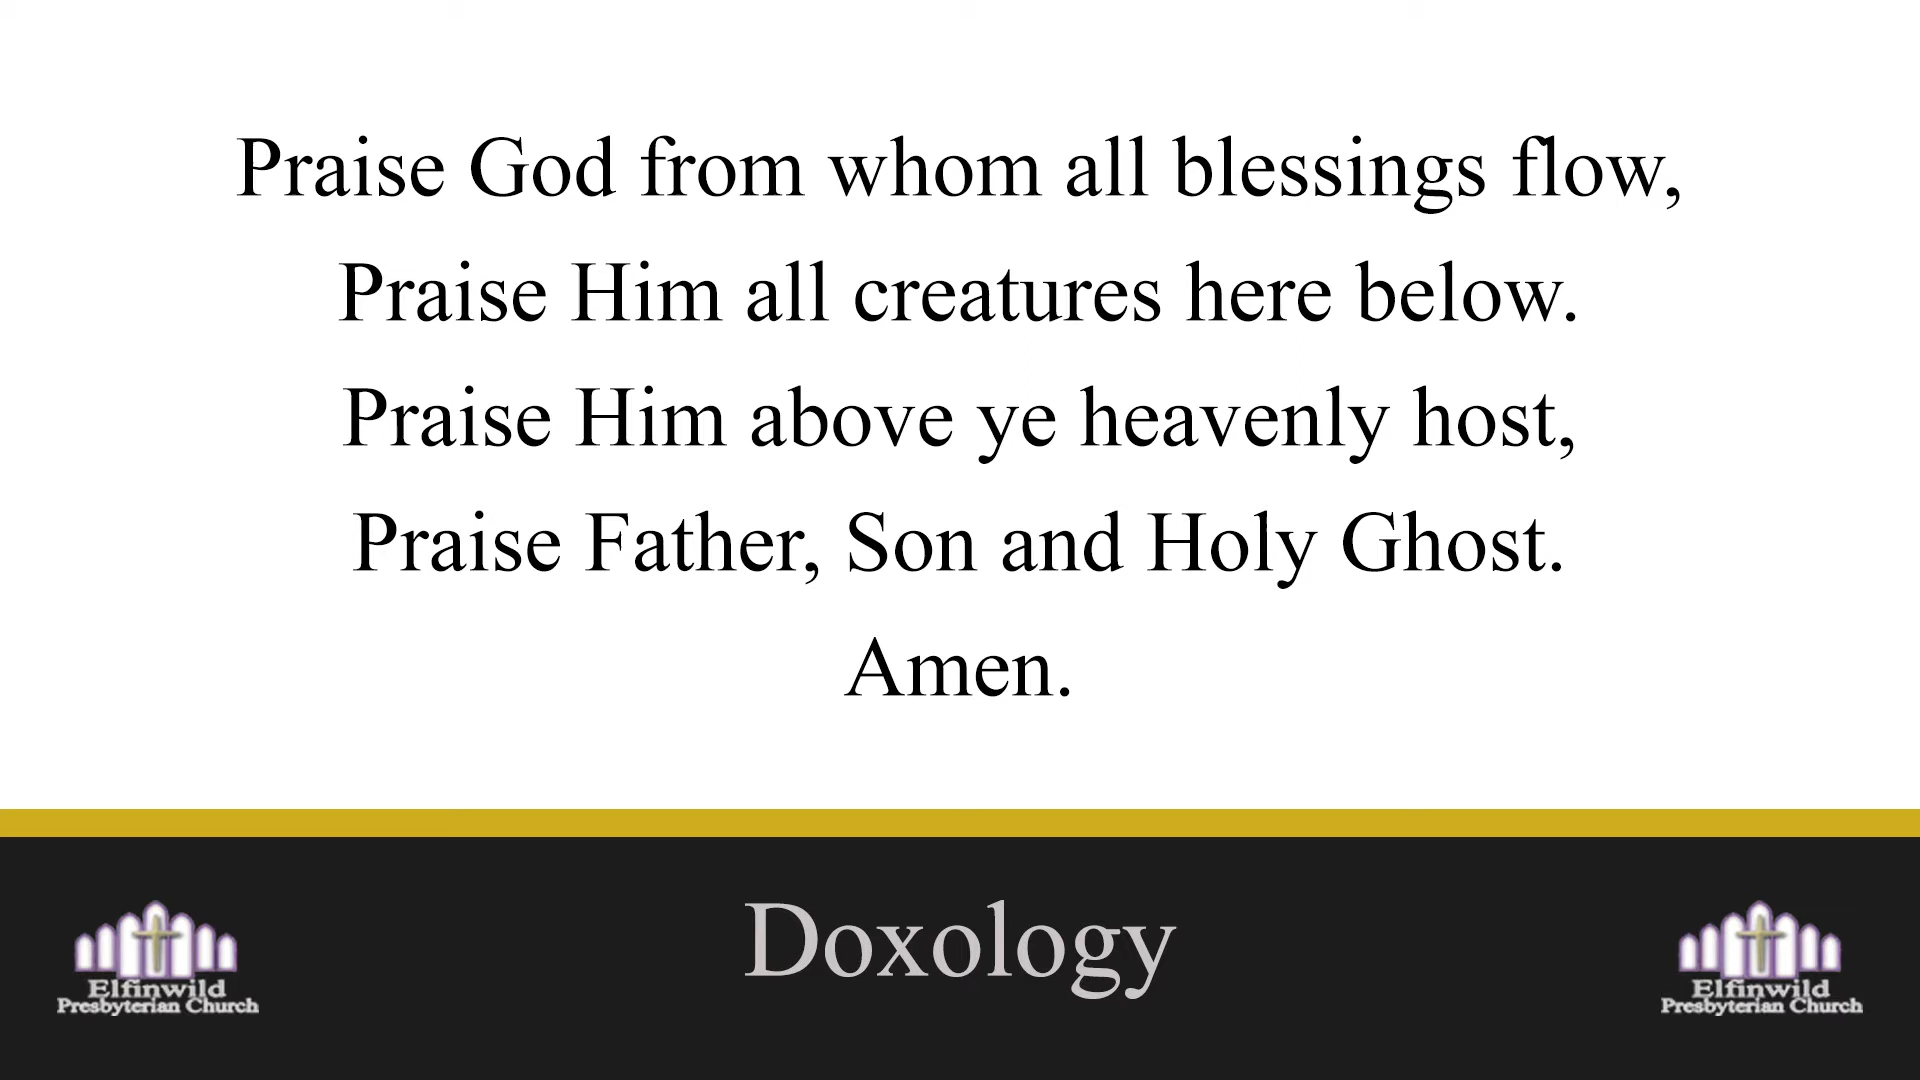 Praise God from whom all blessings flow,
Praise Him all creatures here below.
Praise Him above ye heavenly host,
Praise Father, Son and Holy Ghost.
Amen.
Doxology
Elfinwild
Presbyterian Church
Elfinwild
Presbyterian Church